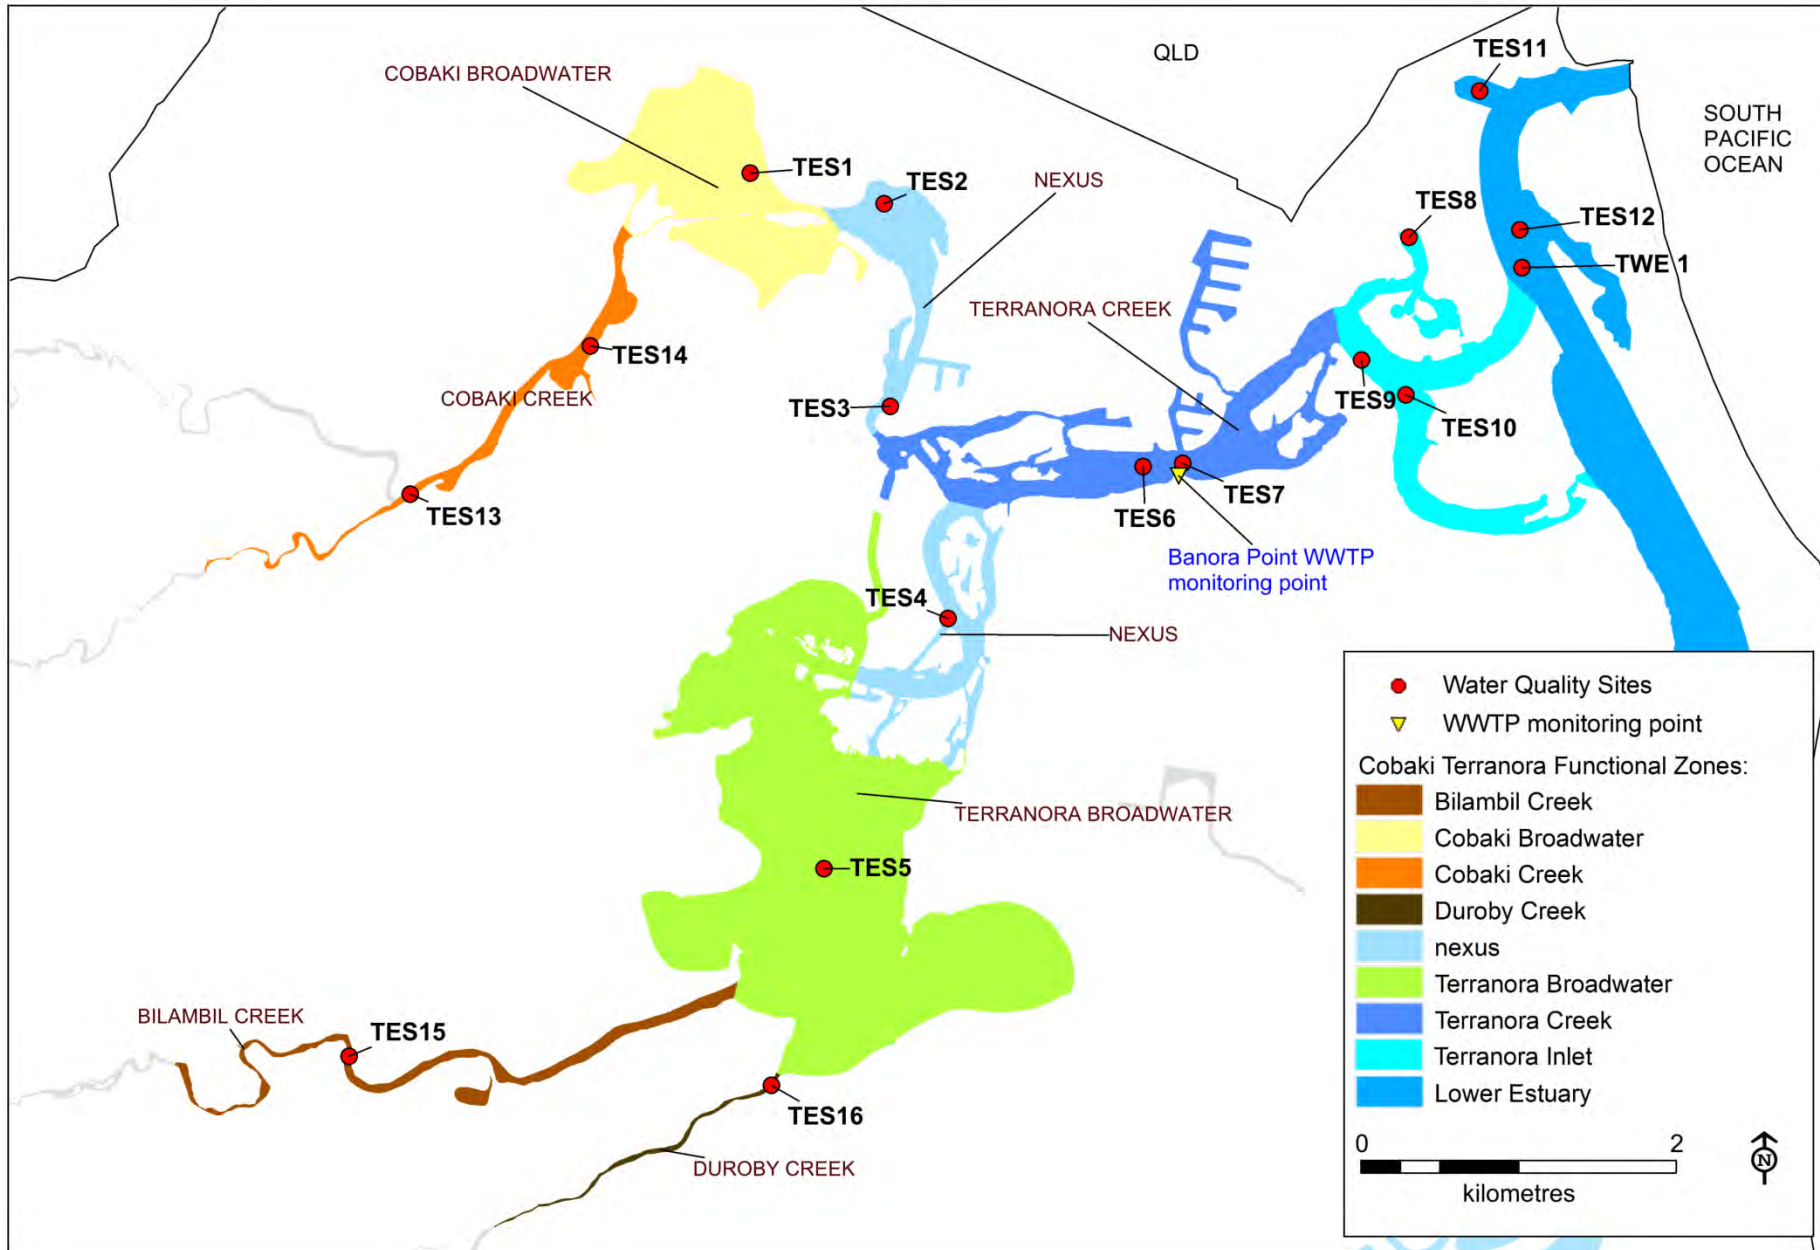 QLD
TES11
COBAKI BROADWATER
SOUTH
PACIFIC
OCEAN
TES1
TES2
NEXUS
TES8
TES12
TWE 1
TERRANORA CREEK
TES14
COBAKI CREEK
TES3
TES9
TES10
TES13
TES7
TES6
Banora Point WWTP
monitoring point
TES4
NEXUS
TERRANORA BROADWATER
TES5
BILAMBIL CREEK
TES15
TES16
DUROBY CREEK
Water Quality Sites
WWTP monitoring point
Cobaki Terranora Functional Zones:
Bilambil Creek
Cobaki Broadwater
Cobaki Creek
Duroby Creek
nexus
Terranora Broadwater
Terranora Creek
Terranora Inlet
Lower Estuary
0 2
kilometres
N